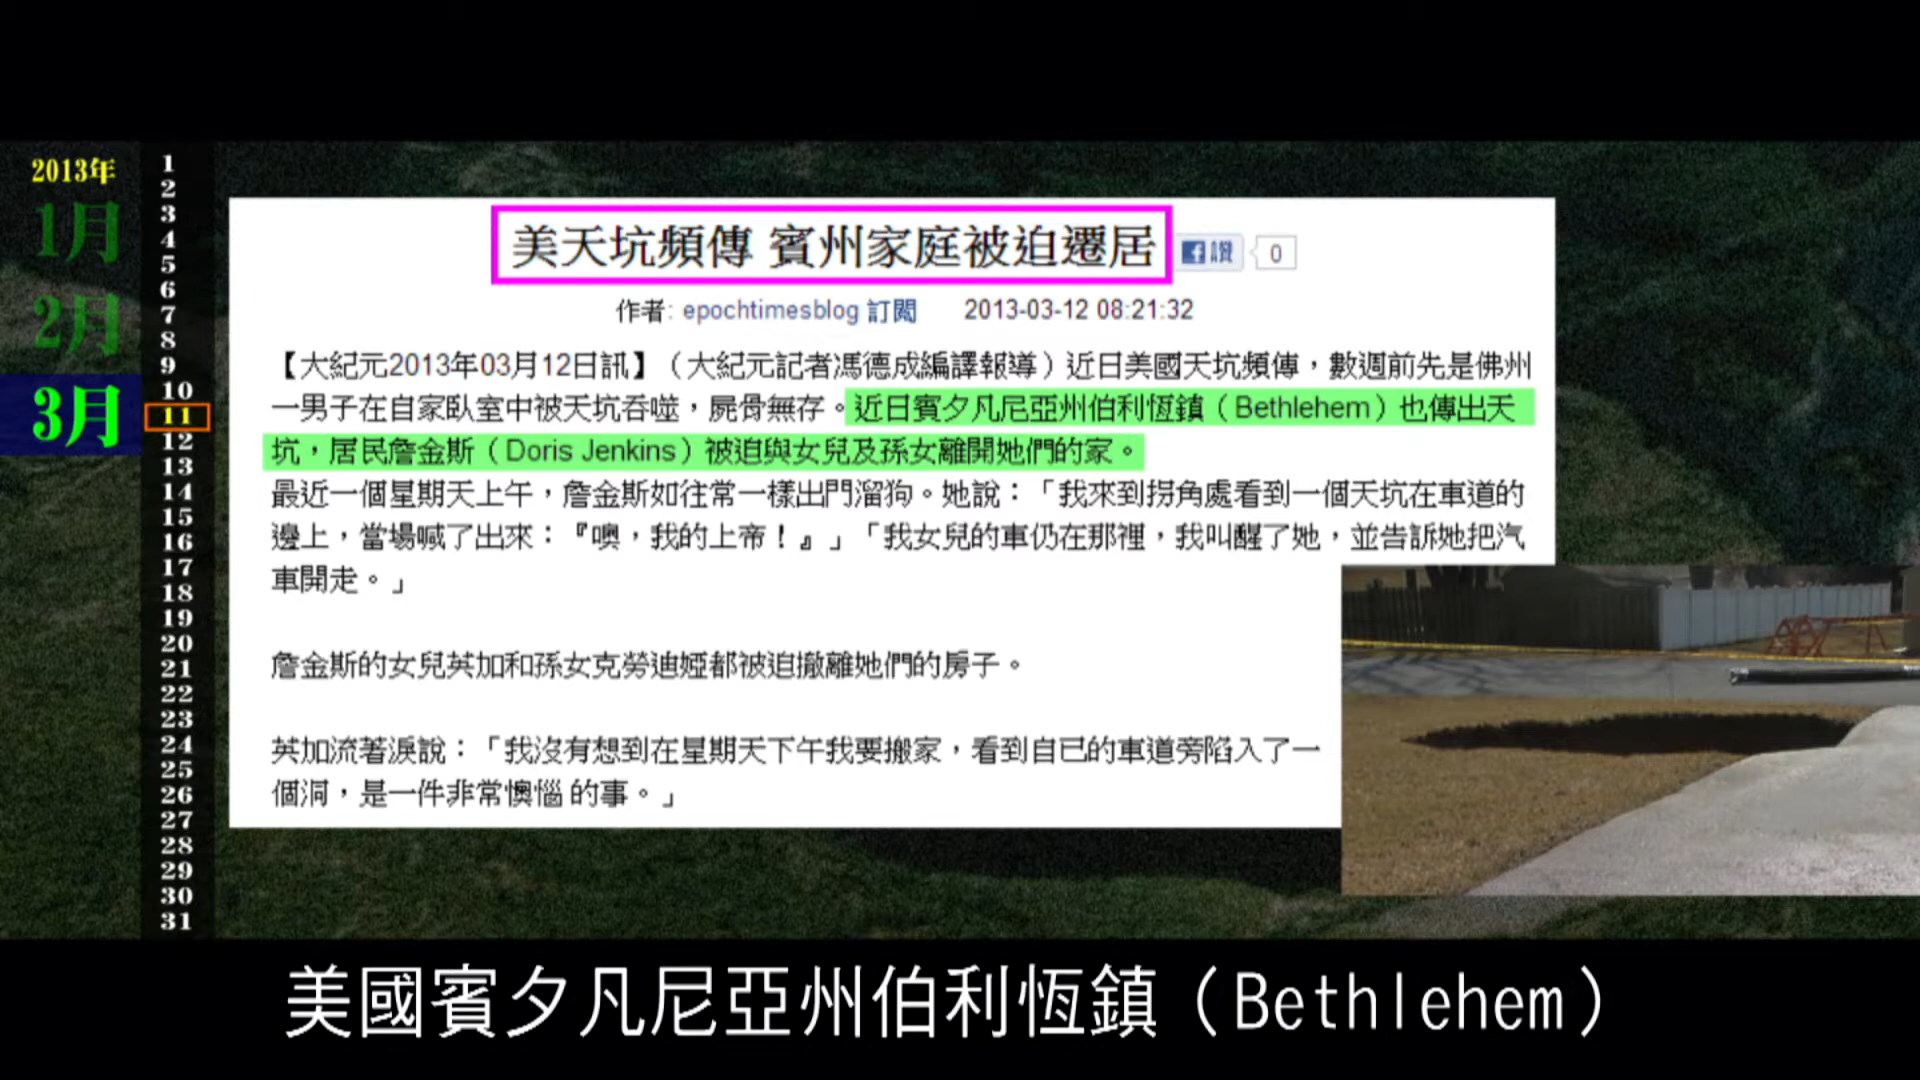 2013年
1月
2月
3月
1
2
3
4
5
6
7
8
9
10
11
12
13
14
15
16
17
18
19
20
21
22
23
24
25
26
27
28
29
30
31
美天坑頻傳 賓州家庭被迫遷居
讚 0
作者: epochtimesblog 訂閱 2013-03-12 08:21:32
【大紀元2013年03月12日訊】（大紀元記者馮德成編譯報導）近日美國天坑頻傳，數週前先是佛州
一男子在自家臥室中被天坑吞噬，屍骨無存。近日賓夕凡尼亞州伯利恆鎮（Bethlehem）也傳出天
坑，居民詹金斯（Doris Jenkins）被迫與女兒及孫女離開她們的家。
最近一個星期天上午，詹金斯如往常一樣出門溜狗。她說：「我來到拐角處看到一個天坑在車道的
邊上，當場喊了出來：『噢，我的上帝！』」「我女兒的車仍在那裡，我叫醒了她，並告訴她把汽
車開走。」
詹金斯的女兒英加和孫女克勞迪婭都被迫撤離她們的房子。
英加流著淚說：「我沒有想到在星期天下午我要搬家，看到自己的車道旁陷入了一
個洞，是一件非常懊惱 的事。」
美國賓夕凡尼亞州伯利恆鎮（Bethlehem）